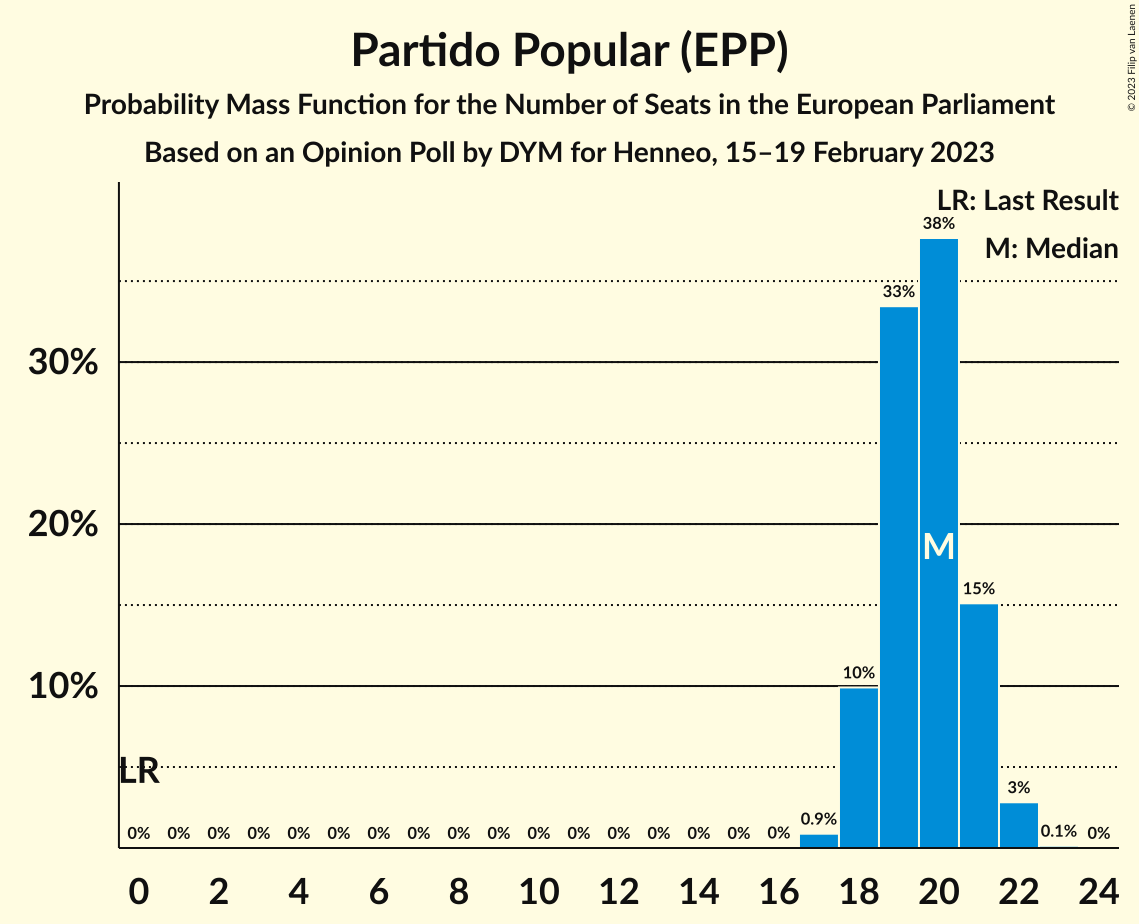 Partido Popular (EPP)
Probability Mass Function for the Number of Seats in the European Parliament
Based on an Opinion Poll by DYM for Henneo, 15–19 February 2023
© 2023 Filip van Laenen
LR: Last Result
M: Median
38%
33%
30%
20%
M
15%
10%
10%
LR
3%
0.9%
0.1%
0% 0% 0% 0% 0% 0% 0% 0% 0% 0% 0% 0% 0% 0% 0% 0% 0% 0%
0 2 4 6 8 10 12 14 16 18 20 22 24